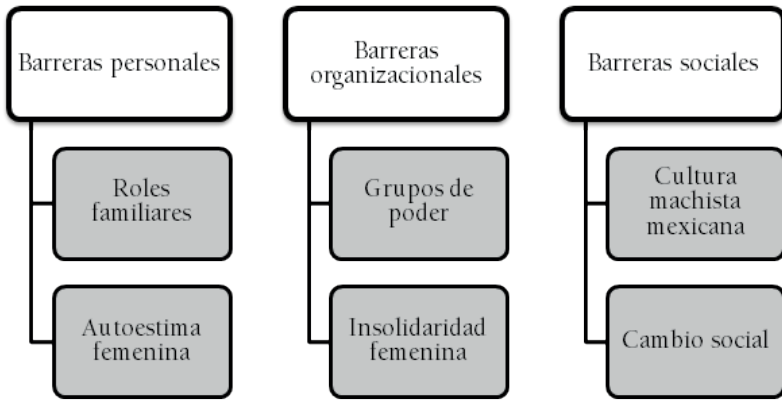 Barreras personales
Roles
familiares
Autoestima
femenina
Barreras
organizacionales
Grupos de
poder
Insolidaridad
femenina
Barreras sociales
Cultura
machista
mexicana
Cambio social